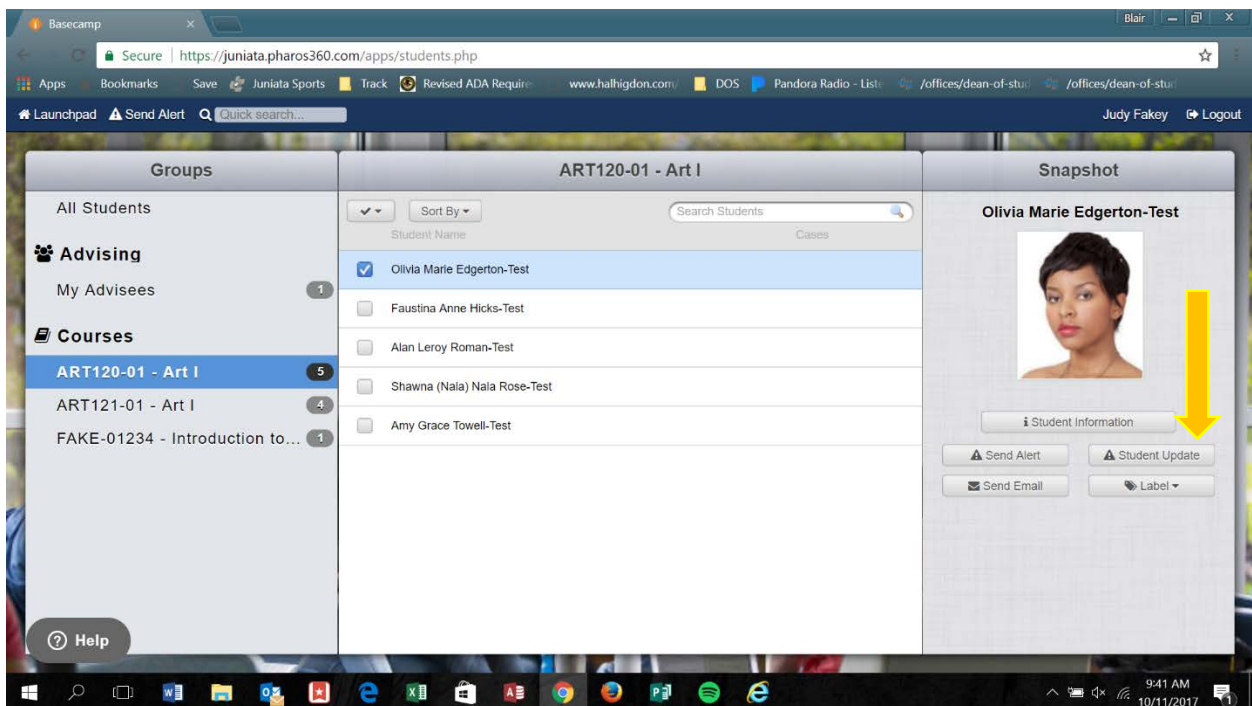 Basecamp
Blair
Secure | https://juniata.pharos360.com/apps/students.php
Apps Bookmarks Save Juniata Sports Track Revised ADA Require www.halhigdon.com/ DOS Pandora Radio - Liste /offices/dean-of-stud /offices/dean-of-stud
Launchpad Send Alert Quick search... Judy Fakey Logout
Groups
All Students
Advising
My Advisees 1
Courses
ART120-01 - Art I 5
ART121-01 - Art I 4
FAKE-01234 - Introduction to... 1
Help
ART120-01 - Art I
Sort By Search Students
Student Name Cases
Olivia Marie Edgerton-Test
Faustina Anne Hicks-Test
Alan Leroy Roman-Test
Shawna (Nala) Nala Rose-Test
Amy Grace Towell-Test
Snapshot
Olivia Marie Edgerton-Test
i Student Information
Send Alert Student Update
Send Email Label
9:41 AM
10/11/2017